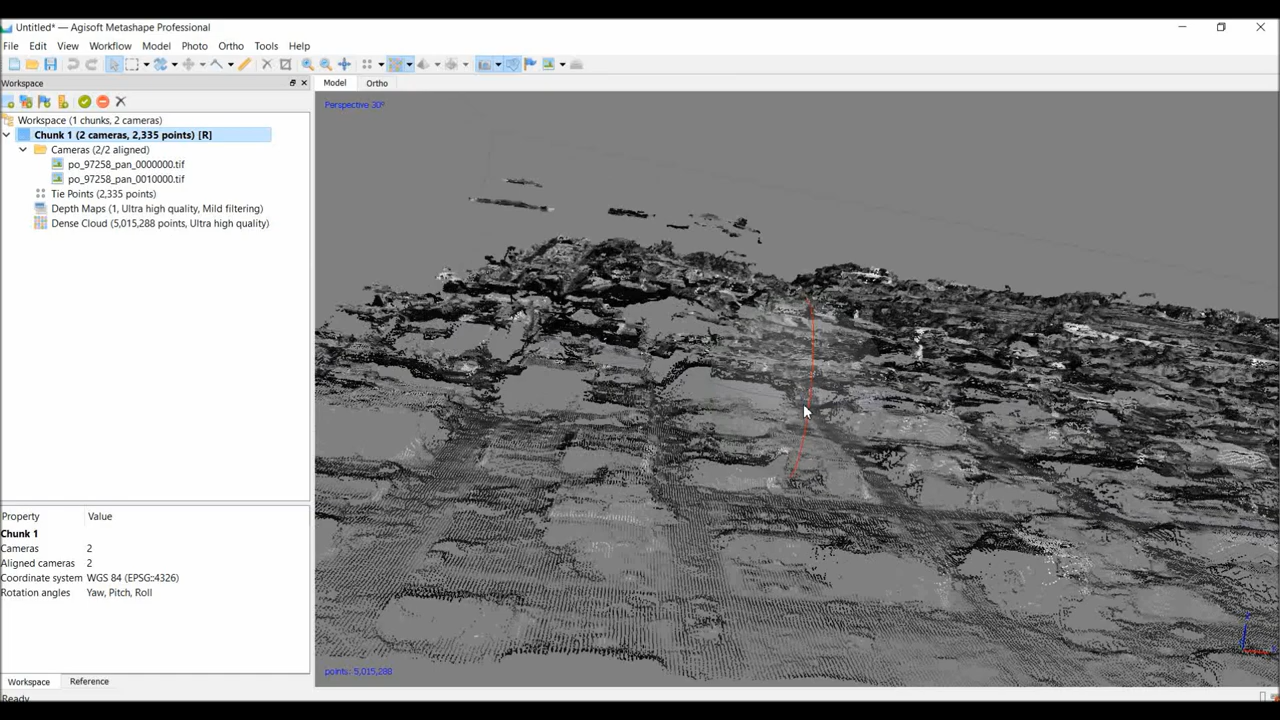 Untitled* — Agisoft Metashape Professional
File Edit View Workflow Model Photo Ortho Tools Help
Workspace
Model Ortho
Perspective 30°
Workspace (1 chunks, 2 cameras)
Chunk 1 (2 cameras, 2,335 points) [R]
Cameras (2/2 aligned)
po_97258_pan_0000000.tif
po_97258_pan_0010000.tif
Tie Points (2,335 points)
Depth Maps (1, Ultra high quality, Mild filtering)
Dense Cloud (5,015,288 points, Ultra high quality)
Property Value
Chunk 1
Cameras 2
Aligned cameras 2
Coordinate system WGS 84 (EPSG::4326)
Rotation angles Yaw, Pitch, Roll
points: 5,015,288
Workspace Reference
Ready